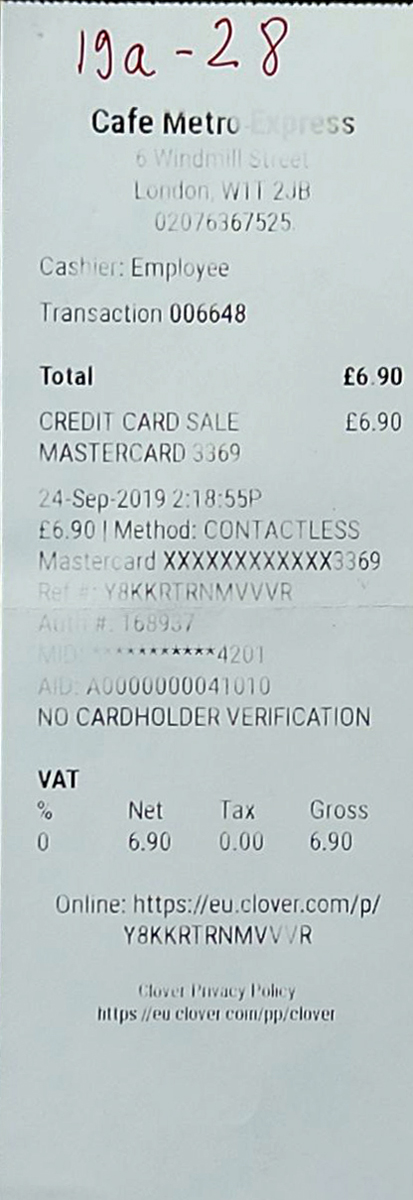 19a - 28
Cafe Metro Express
6 Windmill Street
London, W1T 2JB
02076367525
Cashier: Employee
Transaction 006648
Total £6.90
CREDIT CARD SALE £6.90
MASTERCARD 3369
24-Sep-2019 2:18:55P
£6.90 | Method: CONTACTLESS
Mastercard XXXXXXXXXXXX3369
Ref #: Y8KKRTRNMVVVR
Auth #: 168937
MID: ***********4201
AID: A0000000041010
NO CARDHOLDER VERIFICATION
VAT
% Net Tax Gross
0 6.90 0.00 6.90
Online: https://eu.clover.com/p/
Y8KKRTRNMVVVR
Clover Privacy Policy
https://eu.clover.com/pp/clover